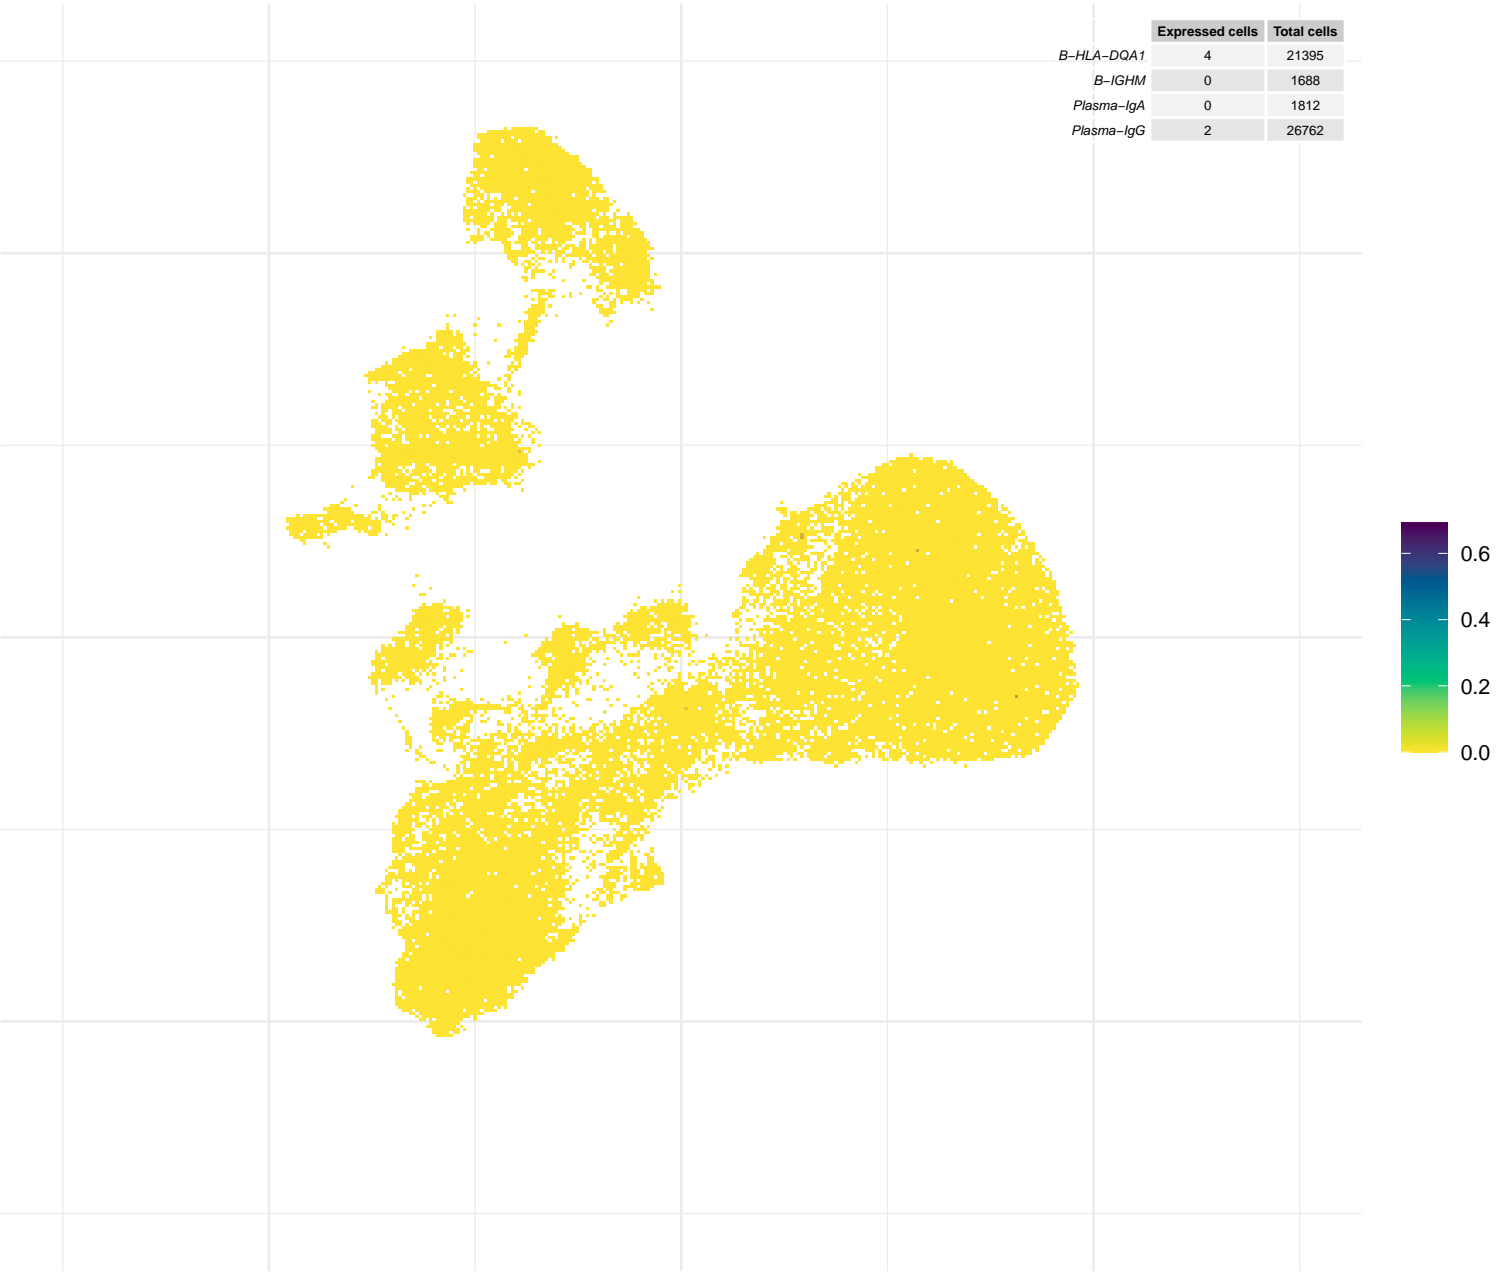 Expressed cells Total cells
B−HLA−DQA1 4 21395
B−IGHM 0 1688
Plasma−IgA 0 1812
Plasma−IgG 2 26762
0.6
0.4
0.2
0.0